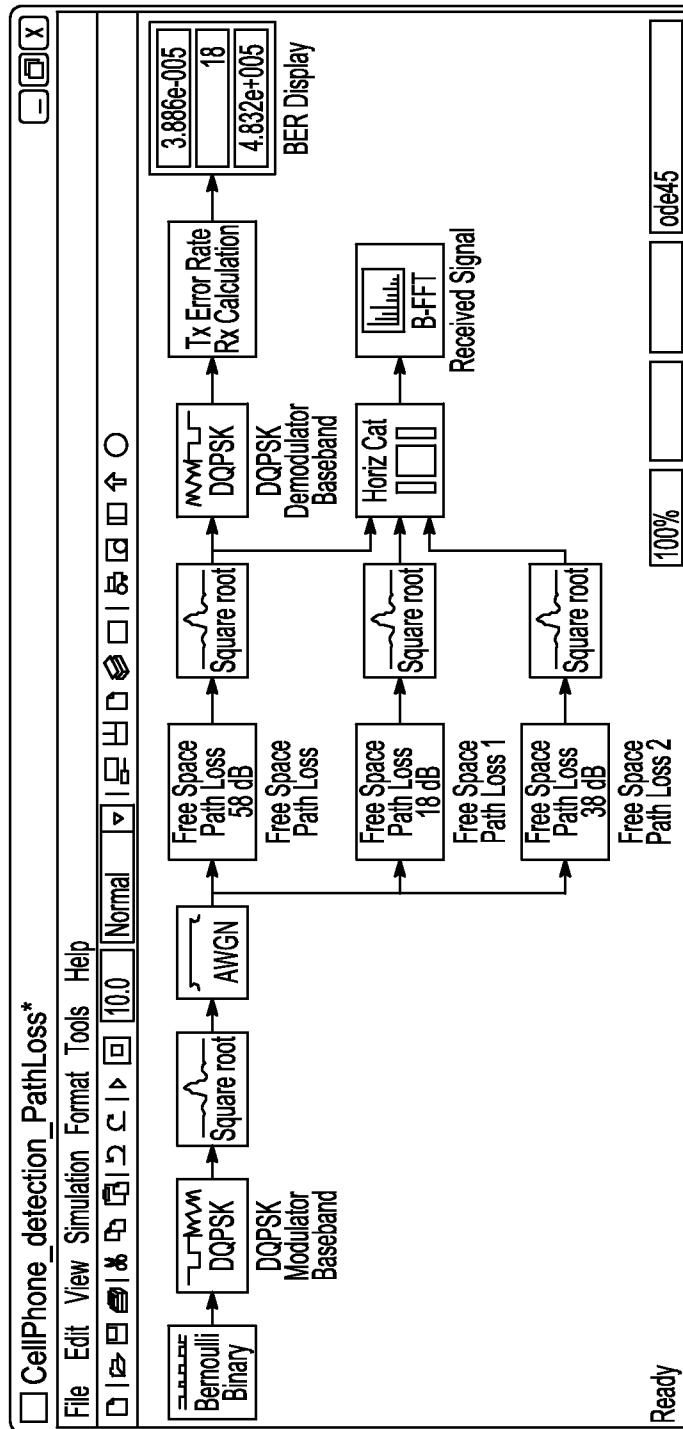 CellPhone_detection_PathLoss*
File Edit View Simulation Format Tools Help
10.0 Normal
Bernoulli
Binary
DQPSK
DQPSK
Modulator
Baseband
Square root
AWGN
Free Space
Path Loss
58 dB
Free Space
Path Loss
Square root
DQPSK
DQPSK
Demodulator
Baseband
Tx Error Rate
Rx Calculation
3.886e-005
18
4.832e+005
BER Display
Free Space
Path Loss
18 dB
Free Space
Path Loss 1
Square root
Horiz Cat
B-FFT
Received Signal
Free Space
Path Loss
38 dB
Free Space
Path Loss 2
Square root
Ready
100%
ode45